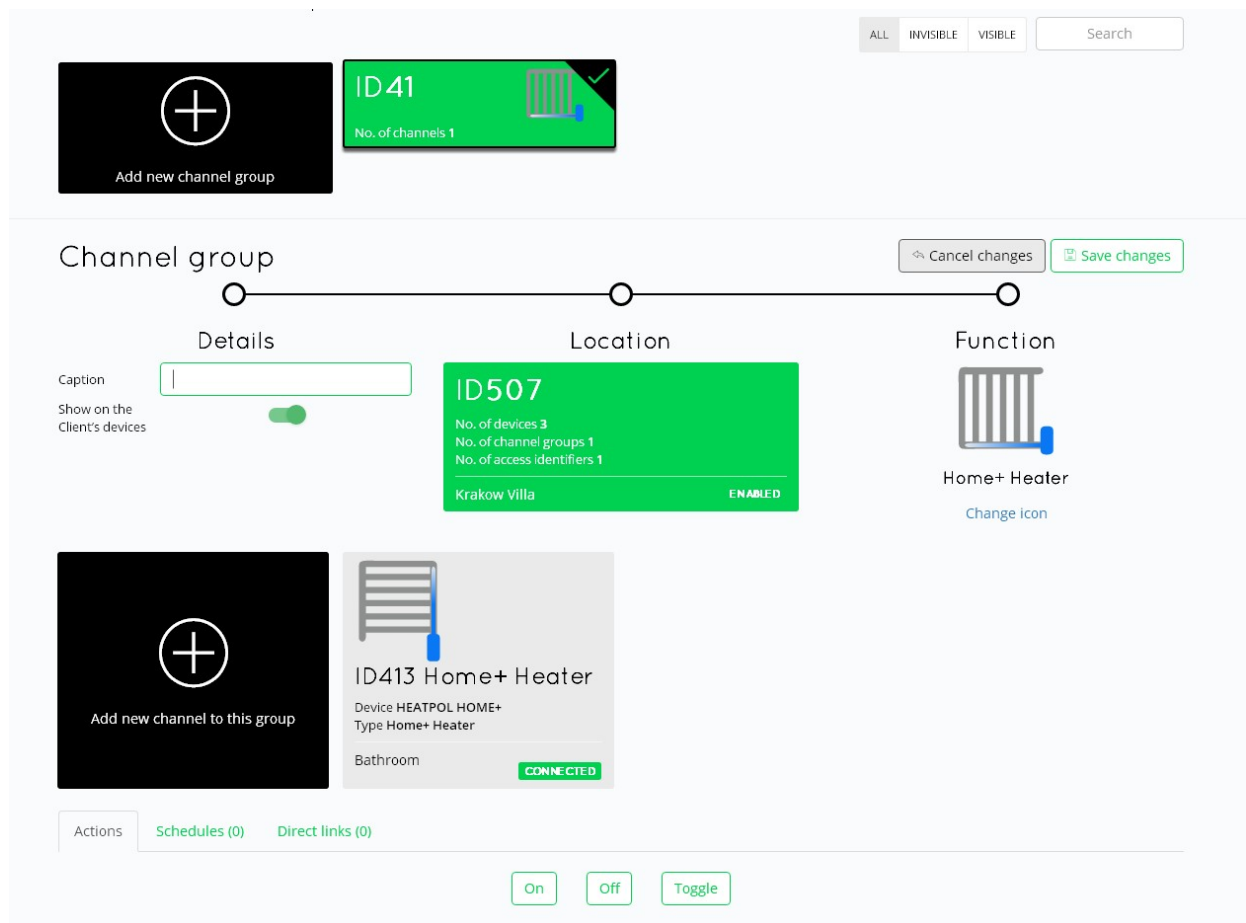 ALL INVISIBLE VISIBLE Search
ID41
No. of channels 1
Add new channel group
Channel group
Cancel changes Save changes
Details Location Function
Caption
Show on the
Client's devices
ID507
No. of devices 3
No. of channel groups 1
No. of access identifiers 1
Krakow Villa ENABLED
Home+ Heater
Change icon
Add new channel to this group
ID413 Home+ Heater
Device HEATPOL HOME+
Type Home+ Heater
Bathroom CONNECTED
Actions Schedules (0) Direct links (0)
On Off Toggle